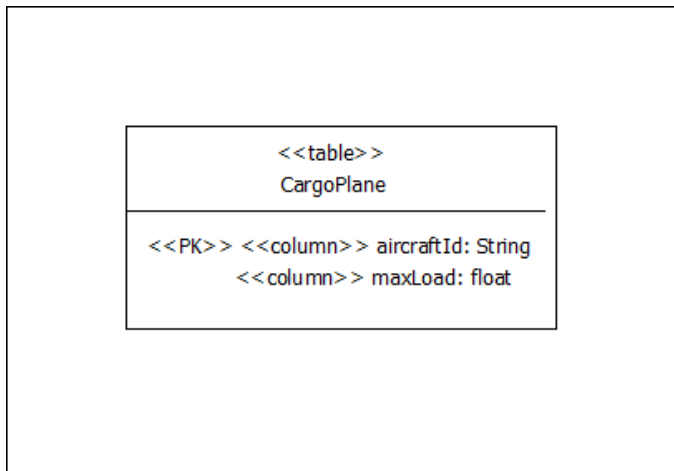 <<table>>
CargoPlane
<<PK>> <<column>> aircraftId: String
<<column>> maxLoad: float